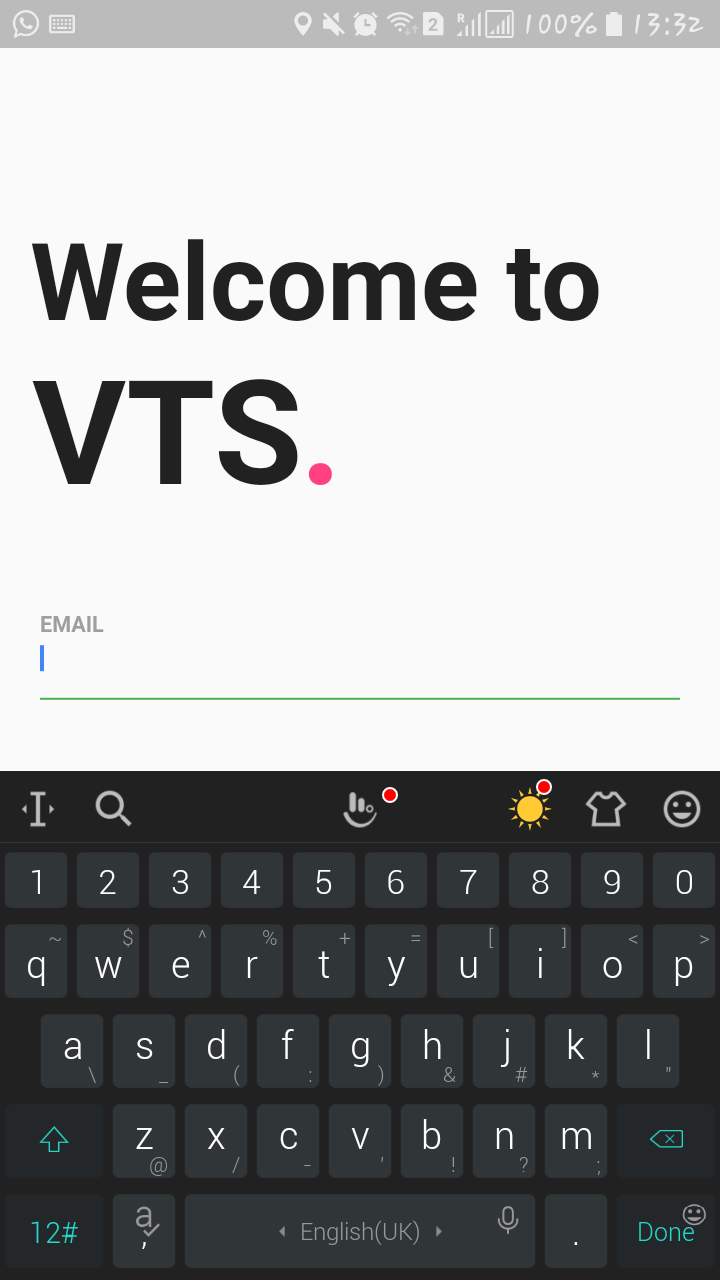 2 R 100% 13:32
Welcome to
VTS.
EMAIL
1 2 3 4 5 6 7 8 9 0
~ $ ^ % + = [ ] < >
q w e r t y u i o p
a s d f g h j k l
\ _ ( : ) & # * "
z x c v b n m
@ / - ' ! ? ;
12# a , English(UK) . Done